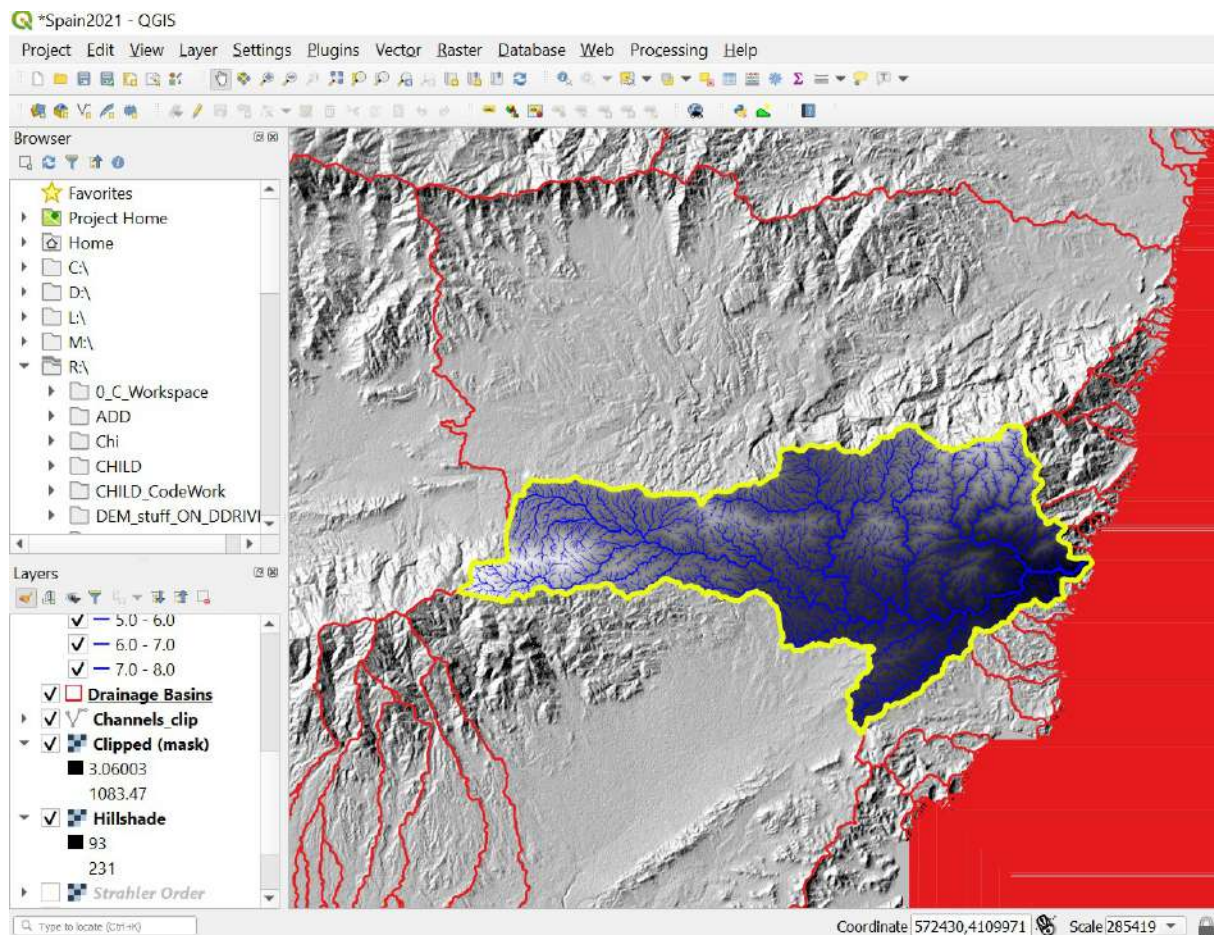 *Spain2021 - QGIS
Project Edit View Layer Settings Plugins Vector Raster Database Web Processing Help
Browser
Favorites
Project Home
Home
C:\
D:\
L:\
M:\
R:\
0_C_Workspace
ADD
Chi
CHILD
CHILD_CodeWork
DEM_stuff_ON_DDRIVI
Layers
5.0 - 6.0
6.0 - 7.0
7.0 - 8.0
Drainage Basins
Channels_clip
Clipped (mask)
3.06003
1083.47
Hillshade
93
231
Strahler Order
Type to locate (Ctrl+K)
Coordinate 572430,4109971 Scale 285419